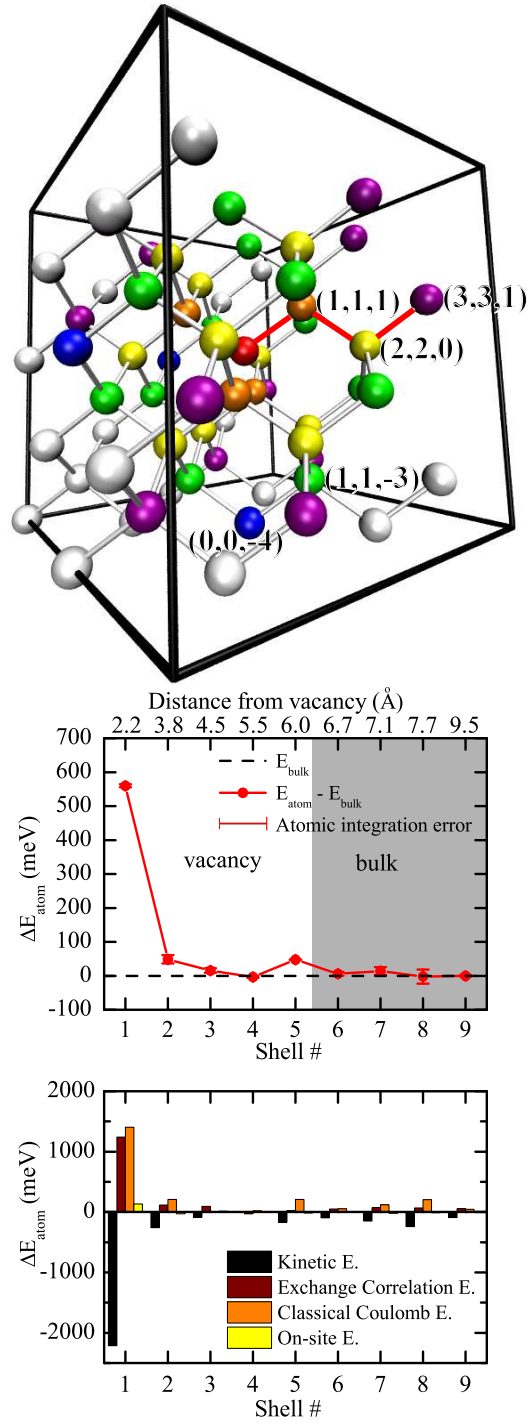 (1,1,1)
(3,3,1)
(2,2,0)
(1,1,-3)
(0,0,-4)
Distance from vacancy (Å)
2.2 3.8 4.5 5.5 6.0 6.7 7.1 7.7 9.5
700
600
500
400
300
200
100
0
-100
ΔE_atom (meV)
E_bulk
E_atom - E_bulk
Atomic integration error
vacancy
bulk
1 2 3 4 5 6 7 8 9
Shell #
2000
1000
0
-1000
-2000
ΔE_atom (meV)
Kinetic E.
Exchange Correlation E.
Classical Coulomb E.
On-site E.
1 2 3 4 5 6 7 8 9
Shell #